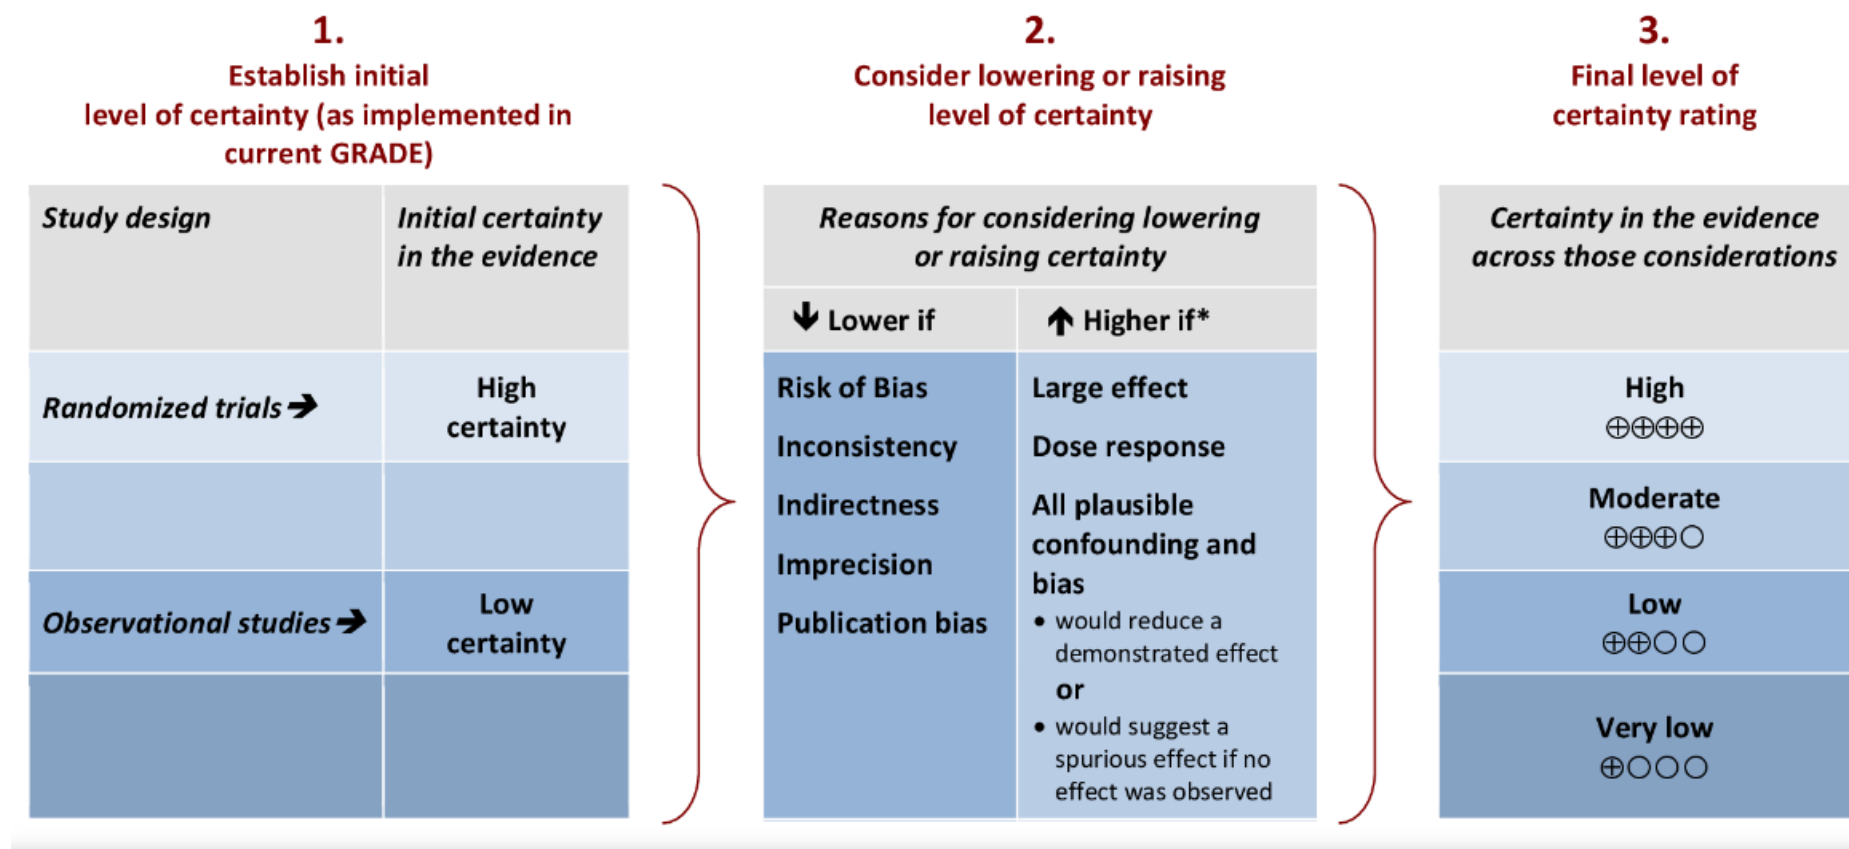 1.
Establish initial
level of certainty (as implemented in
current GRADE)
Study design
Initial certainty
in the evidence
Randomized trials ➔
High
certainty
Observational studies ➔
Low
certainty
2.
Consider lowering or raising
level of certainty
Reasons for considering lowering
or raising certainty
🡻 Lower if
🡹 Higher if*
Risk of Bias
Inconsistency
Indirectness
Imprecision
Publication bias
Large effect
Dose response
All plausible
confounding and
bias
• would reduce a
demonstrated effect
or
• would suggest a
spurious effect if no
effect was observed
3.
Final level of
certainty rating
Certainty in the evidence
across those considerations
High
⊕⊕⊕⊕
Moderate
⊕⊕⊕○
Low
⊕⊕○○
Very low
⊕○○○